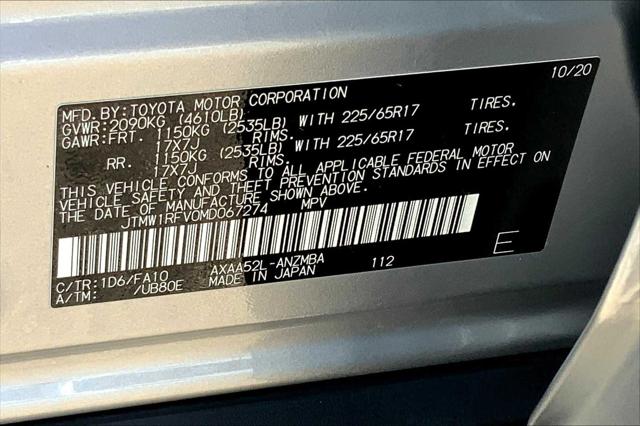 10/20
MFD.BY:TOYOTA MOTOR CORPORATION
GVWR:2090KG (4610LB)
GAWR:FRT. 1150KG (2535LB) WITH 225/65R17 TIRES.
17X7J RIMS.
RR. 1150KG (2535LB) WITH 225/65R17 TIRES.
17X7J RIMS.
THIS VEHICLE CONFORMS TO ALL APPLICABLE FEDERAL MOTOR
VEHICLE SAFETY AND THEFT PREVENTION STANDARDS IN EFFECT ON
THE DATE OF MANUFACTURE SHOWN ABOVE.
JTMW1RFV0MD067274 MPV
E
C/TR:1D6/FA10 AXAA52L-ANZMBA 112
A/TM: /UB80E MADE IN JAPAN